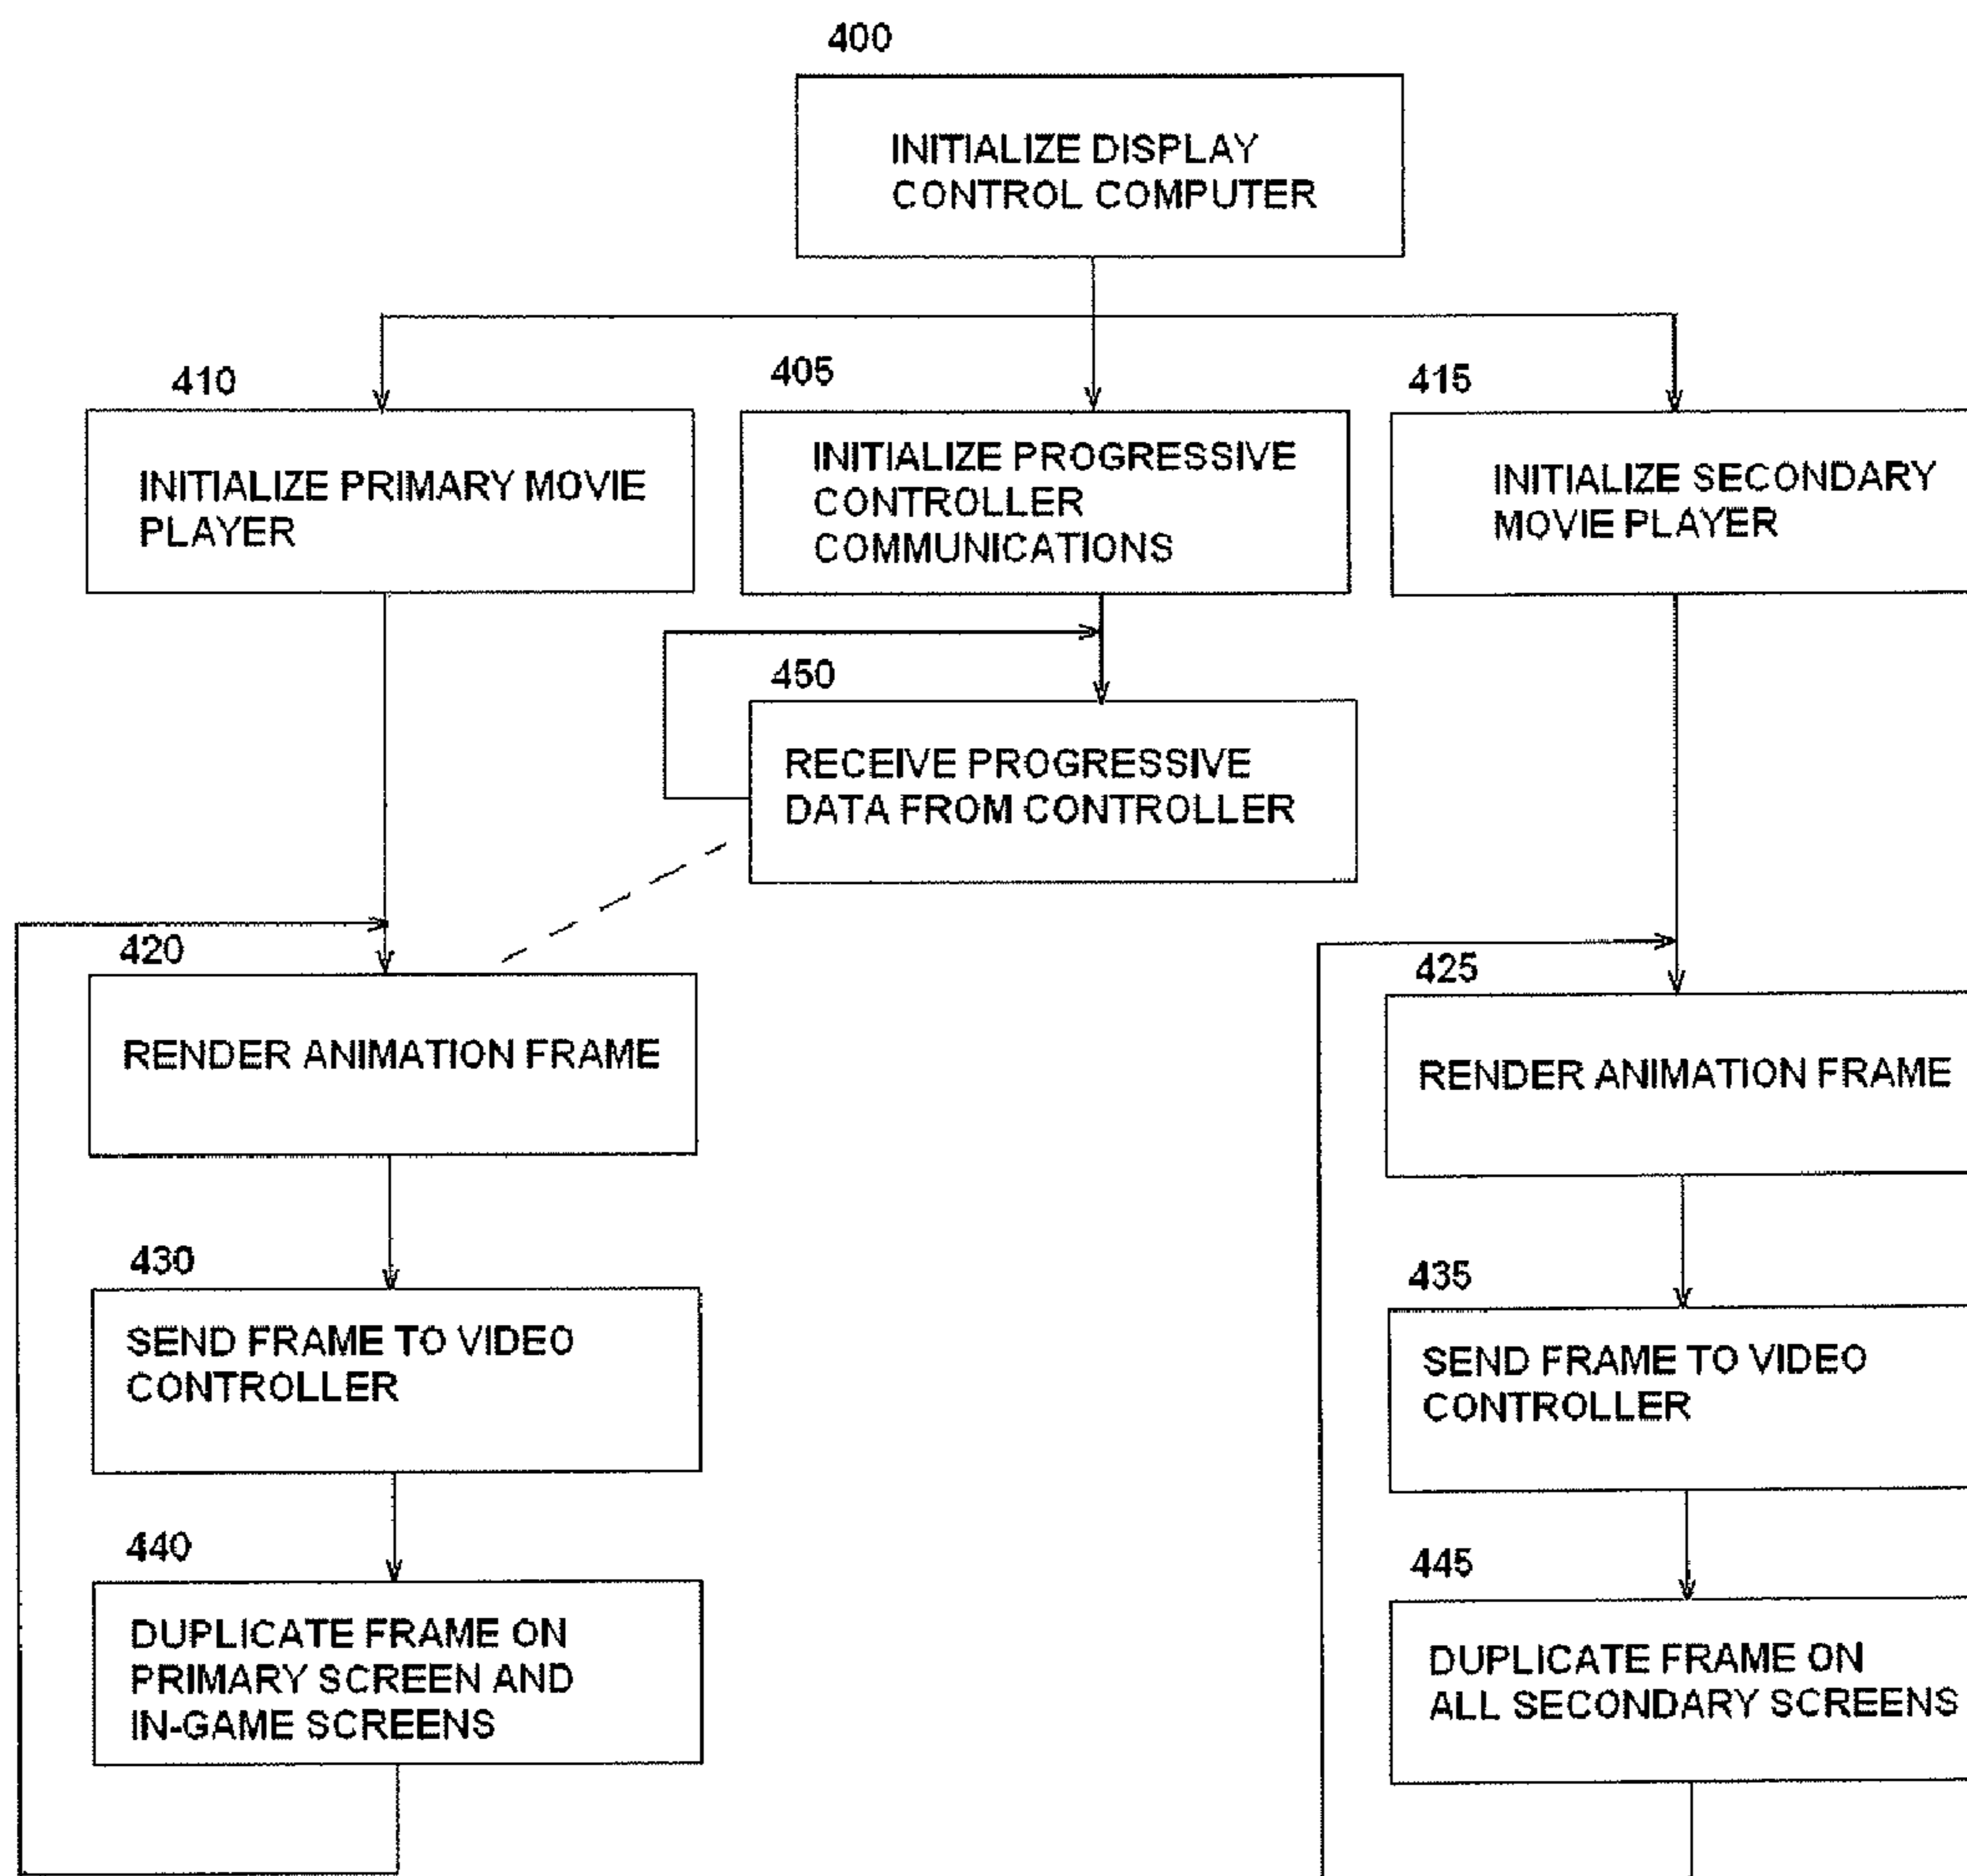 400
INITIALIZE DISPLAY
CONTROL COMPUTER
410
INITIALIZE PRIMARY MOVIE
PLAYER
405
INITIALIZE PROGRESSIVE
CONTROLLER
COMMUNICATIONS
415
INITIALIZE SECONDARY
MOVIE PLAYER
450
RECEIVE PROGRESSIVE
DATA FROM CONTROLLER
420
RENDER ANIMATION FRAME
425
RENDER ANIMATION FRAME
430
SEND FRAME TO VIDEO
CONTROLLER
435
SEND FRAME TO VIDEO
CONTROLLER
440
DUPLICATE FRAME ON
PRIMARY SCREEN AND
IN-GAME SCREENS
445
DUPLICATE FRAME ON
ALL SECONDARY SCREENS